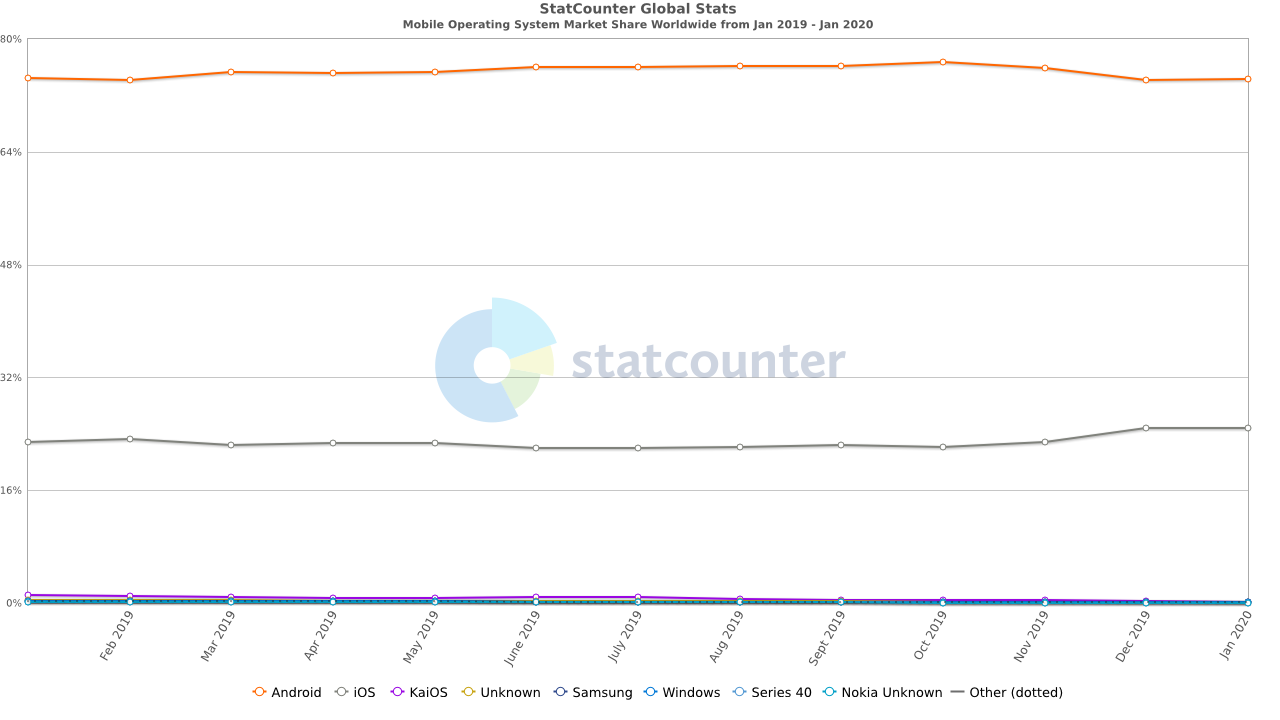 StatCounter Global Stats
Mobile Operating System Market Share Worldwide from Jan 2019 - Jan 2020
80%
64%
48%
statcounter
32%
16%
0%
Feb 2019
Mar 2019
Apr 2019
May 2019
June 2019
July 2019
Aug 2019
Sept 2019
Oct 2019
Nov 2019
Dec 2019
Jan 2020
Android iOS KaiOS Unknown Samsung Windows Series 40 Nokia Unknown Other (dotted)